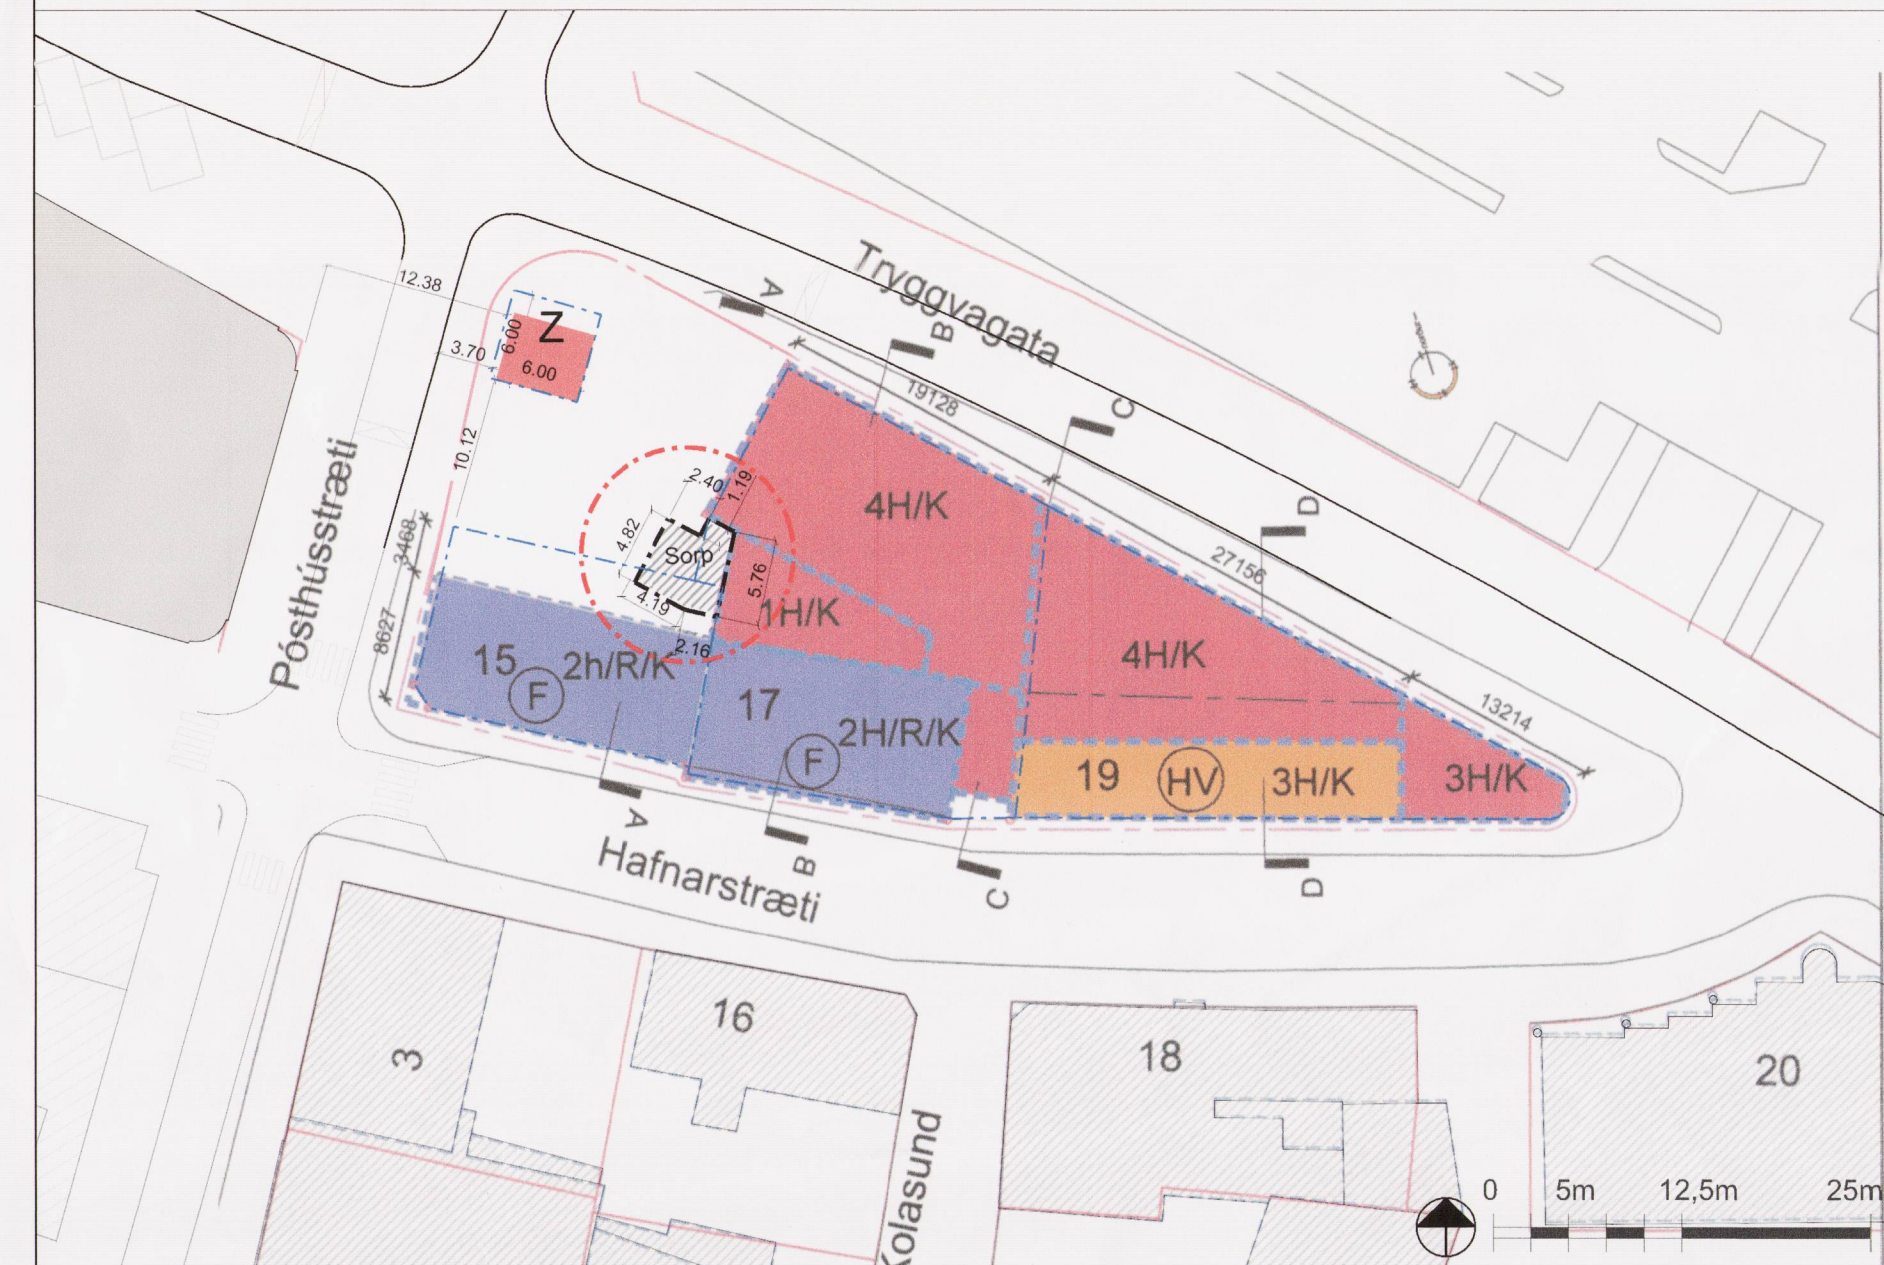 Tryggvagata
A
B
12.38
Z
6.00
6.00
3.70
19128
C
10.12
Pósthússtræti
2.40
1.19
4H/K
D
3468
4.82
Sorp
27156
5.76
4.19
1H/K
8627
2.16
15
F
2h/R/K
4H/K
17
2H/R/K
F
13214
19
HV
3H/K
3H/K
A
B
Hafnarstræti
C
D
3
16
18
20
Kolasund
0
5m
12,5m
25m